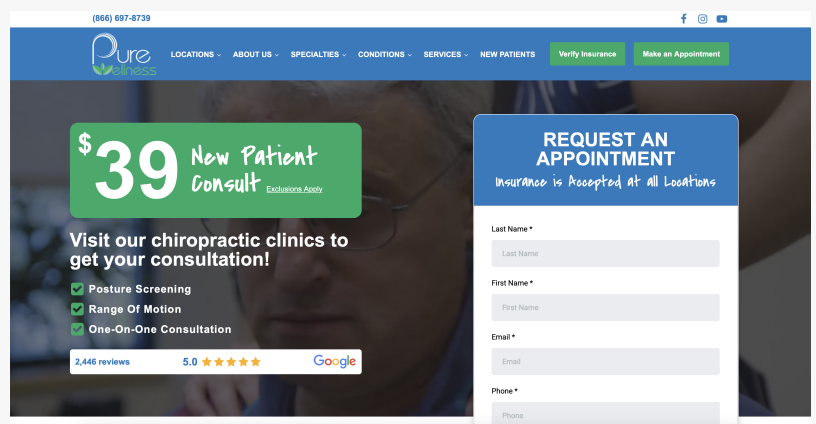 (866) 697-8739
Pure
Wellness
LOCATIONS
ABOUT US
SPECIALTIES
CONDITIONS
SERVICES
NEW PATIENTS
Verify Insurance
Make an Appointment
$39 New Patient
Consult Exclusions Apply
Visit our chiropractic clinics to
get your consultation!
Posture Screening
Range Of Motion
One-On-One Consultation
2,446 reviews 5.0 Google
REQUEST AN
APPOINTMENT
Insurance is Accepted at all Locations
Last Name *
Last Name
First Name *
First Name
Email *
Email
Phone *
Phone